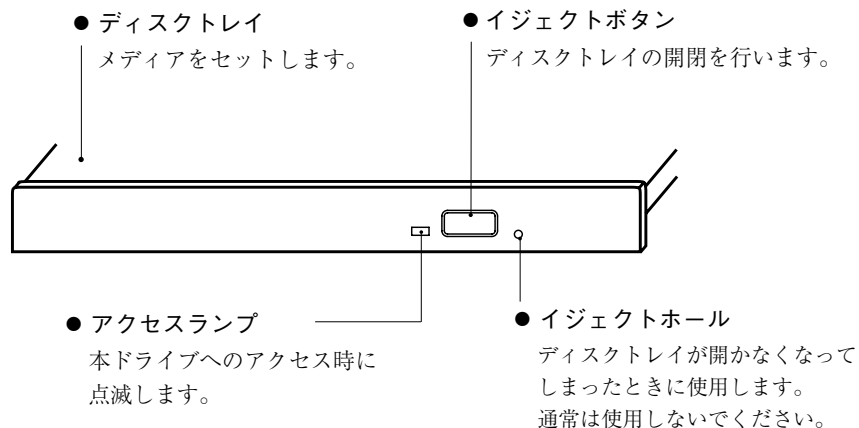 ● ディスクトレイ
メディアをセットします。
● イジェクトボタン
ディスクトレイの開閉を行います。
● アクセスランプ
本ドライブへのアクセス時に
点滅します。
● イジェクトホール
ディスクトレイが開かなくなって
しまったときに使用します。
通常は使用しないでください。